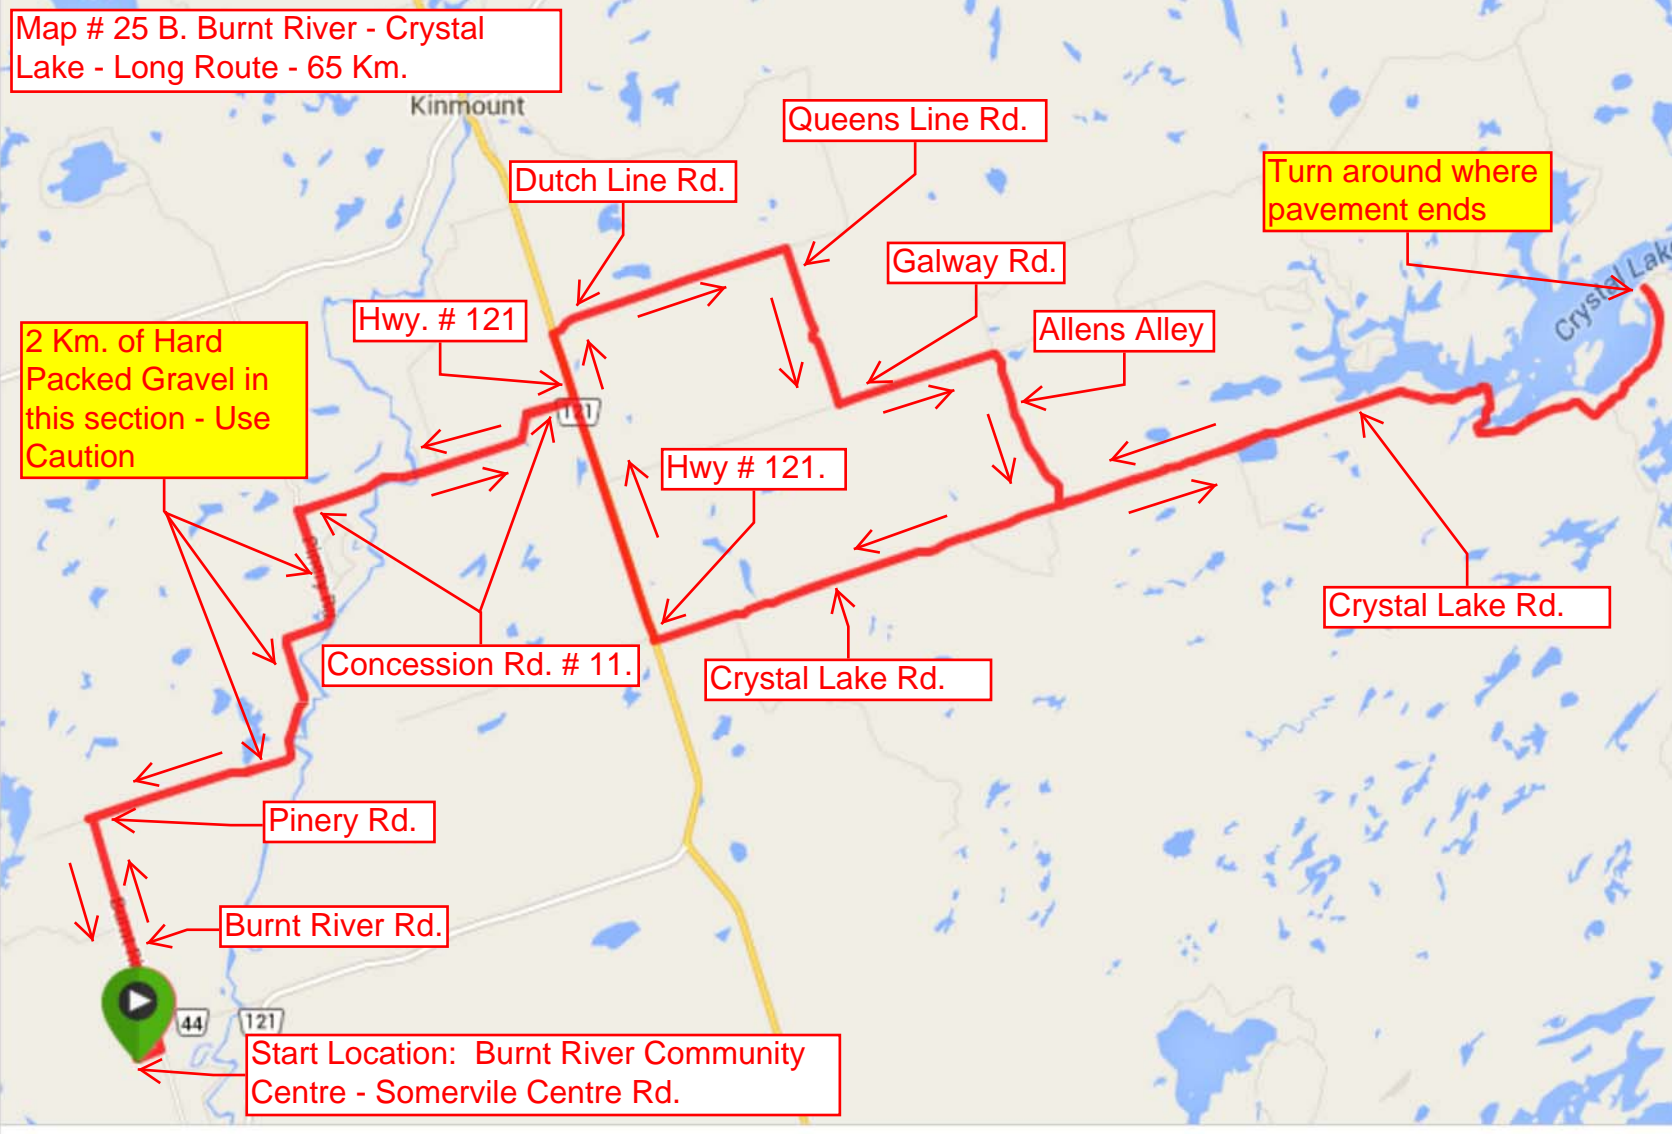 Map # 25 B. Burnt River - Crystal
Lake - Long Route - 65 Km.
Kinmount
Queens Line Rd.
Dutch Line Rd.
Turn around where
pavement ends
Galway Rd.
Crystal Lake
Hwy. # 121
Allens Alley
2 Km. of Hard
Packed Gravel in
this section - Use
Caution
121
Hwy # 121.
Pinery Rd
Crystal Lake Rd.
Concession Rd. # 11.
Crystal Lake Rd.
Pinery Rd.
Burnt River Rd.
44
121
Start Location: Burnt River Community
Centre - Somervile Centre Rd.